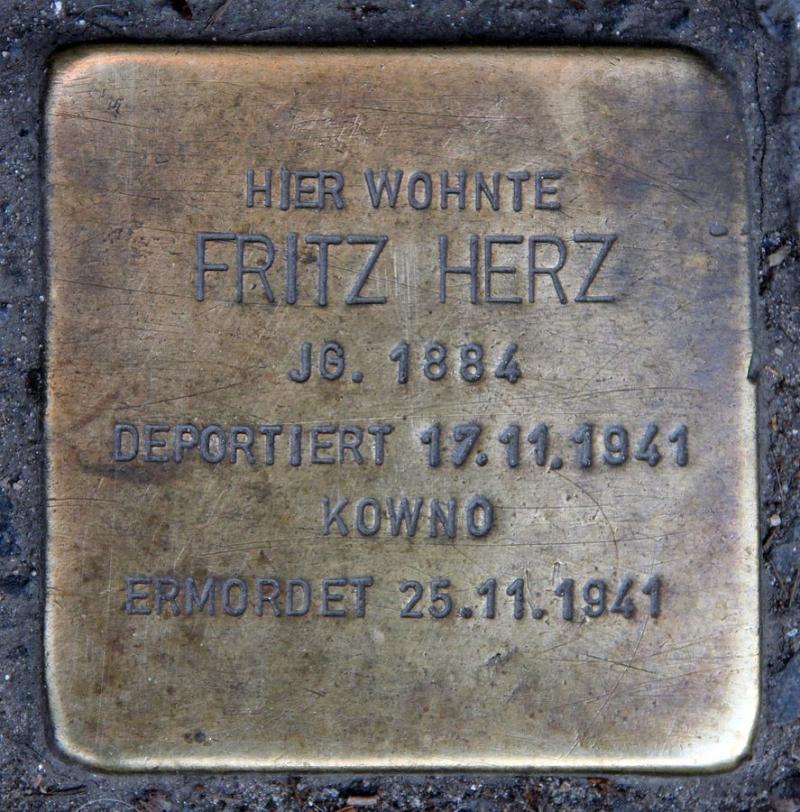 HIER WOHNTE
FRITZ HERZ
JG. 1884
DEPORTIERT 17.11.1941
KOWNO
ERMORDET 25.11.1941